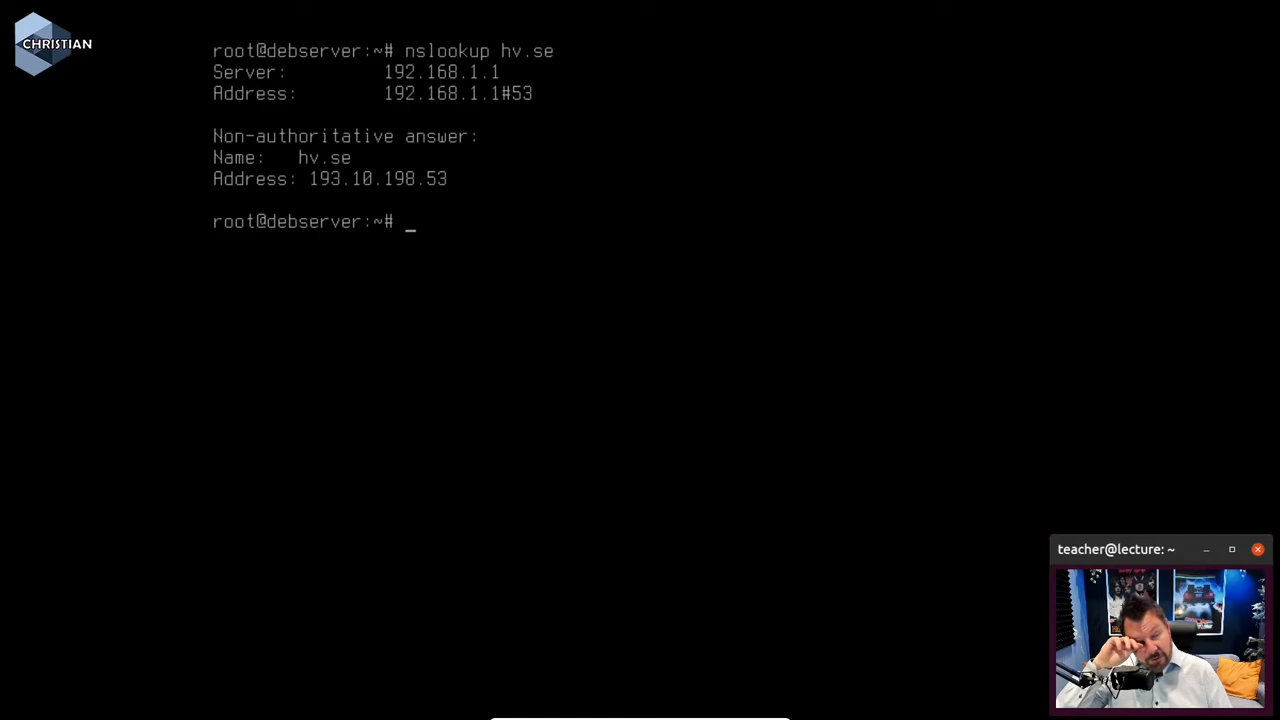 CHRISTIAN
root@debserver:~# nslookup hv.se
Server: 192.168.1.1
Address: 192.168.1.1#53
Non-authoritative answer:
Name: hv.se
Address: 193.10.198.53
root@debserver:~# _
teacher@lecture: ~